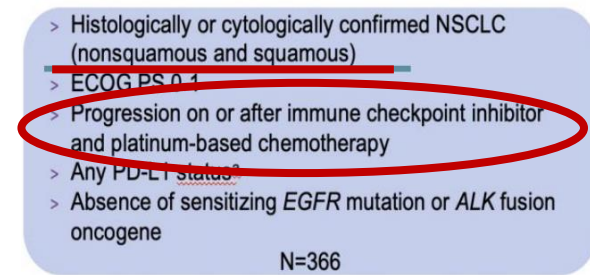 > Histologically or cytologically confirmed NSCLC
(nonsquamous and squamous)
> ECOG PS 0-1
> Progression on or after immune checkpoint inhibitor
and platinum-based chemotherapy
> Any PD-L1 statusa
> Absence of sensitizing EGFR mutation or ALK fusion
oncogene
N=366